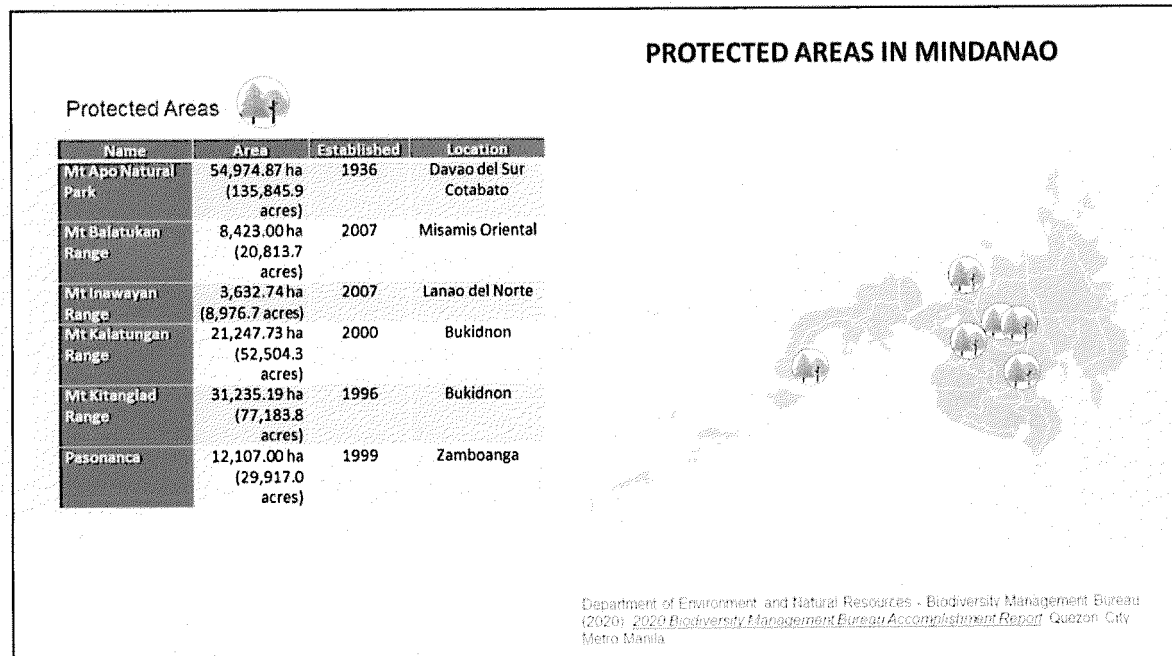 PROTECTED AREAS IN MINDANAO
Protected Areas
Name Area Established Location
Mt Apo Natural Park 54,974.87 ha (135,845.9 acres) 1936 Davao del Sur Cotabato
Mt Balatukan Range 8,423.00 ha (20,813.7 acres) 2007 Misamis Oriental
Mt Inawayan Range 3,632.74 ha (8,976.7 acres) 2007 Lanao del Norte
Mt Kalatungan Range 21,247.73 ha (52,504.3 acres) 2000 Bukidnon
Mt Kitanglad Range 31,235.19 ha (77,183.8 acres) 1996 Bukidnon
Pasonanca 12,107.00 ha (29,917.0 acres) 1999 Zamboanga
Department of Environment and Natural Resources - Biodiversity Management Bureau
(2020) 2020 Biodiversity Management Bureau Accomplishment Report Quezon City
Metro Manila